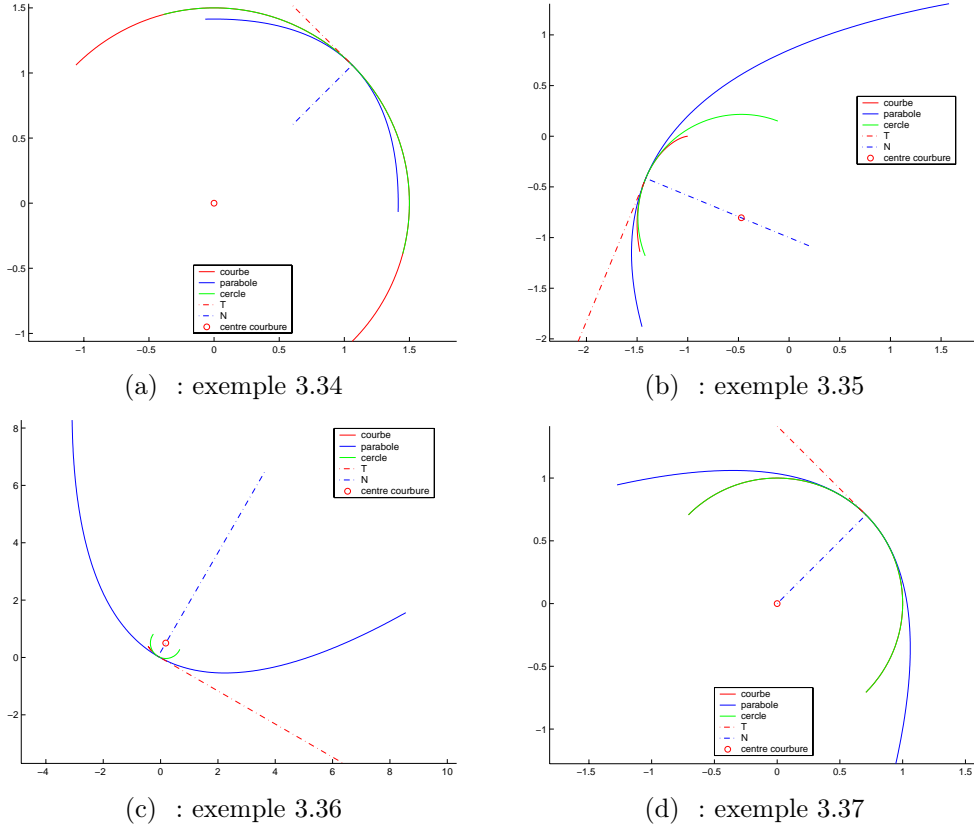 1.5
1
0.5
0
−0.5
−1
−1 −0.5 0 0.5 1 1.5
courbe
parabole
cercle
T
N
centre courbure
(a) : exemple 3.34
1
0.5
0
−0.5
−1
−1.5
−2
−2 −1.5 −1 −0.5 0 0.5 1 1.5
courbe
parabole
cercle
T
N
centre courbure
(b) : exemple 3.35
8
6
4
2
0
−2
−4 −2 0 2 4 6 8 10
courbe
parabole
cercle
T
N
centre courbure
(c) : exemple 3.36
1
0.5
0
−0.5
−1
−1.5 −1 −0.5 0 0.5 1 1.5
courbe
parabole
cercle
T
N
centre courbure
(d) : exemple 3.37